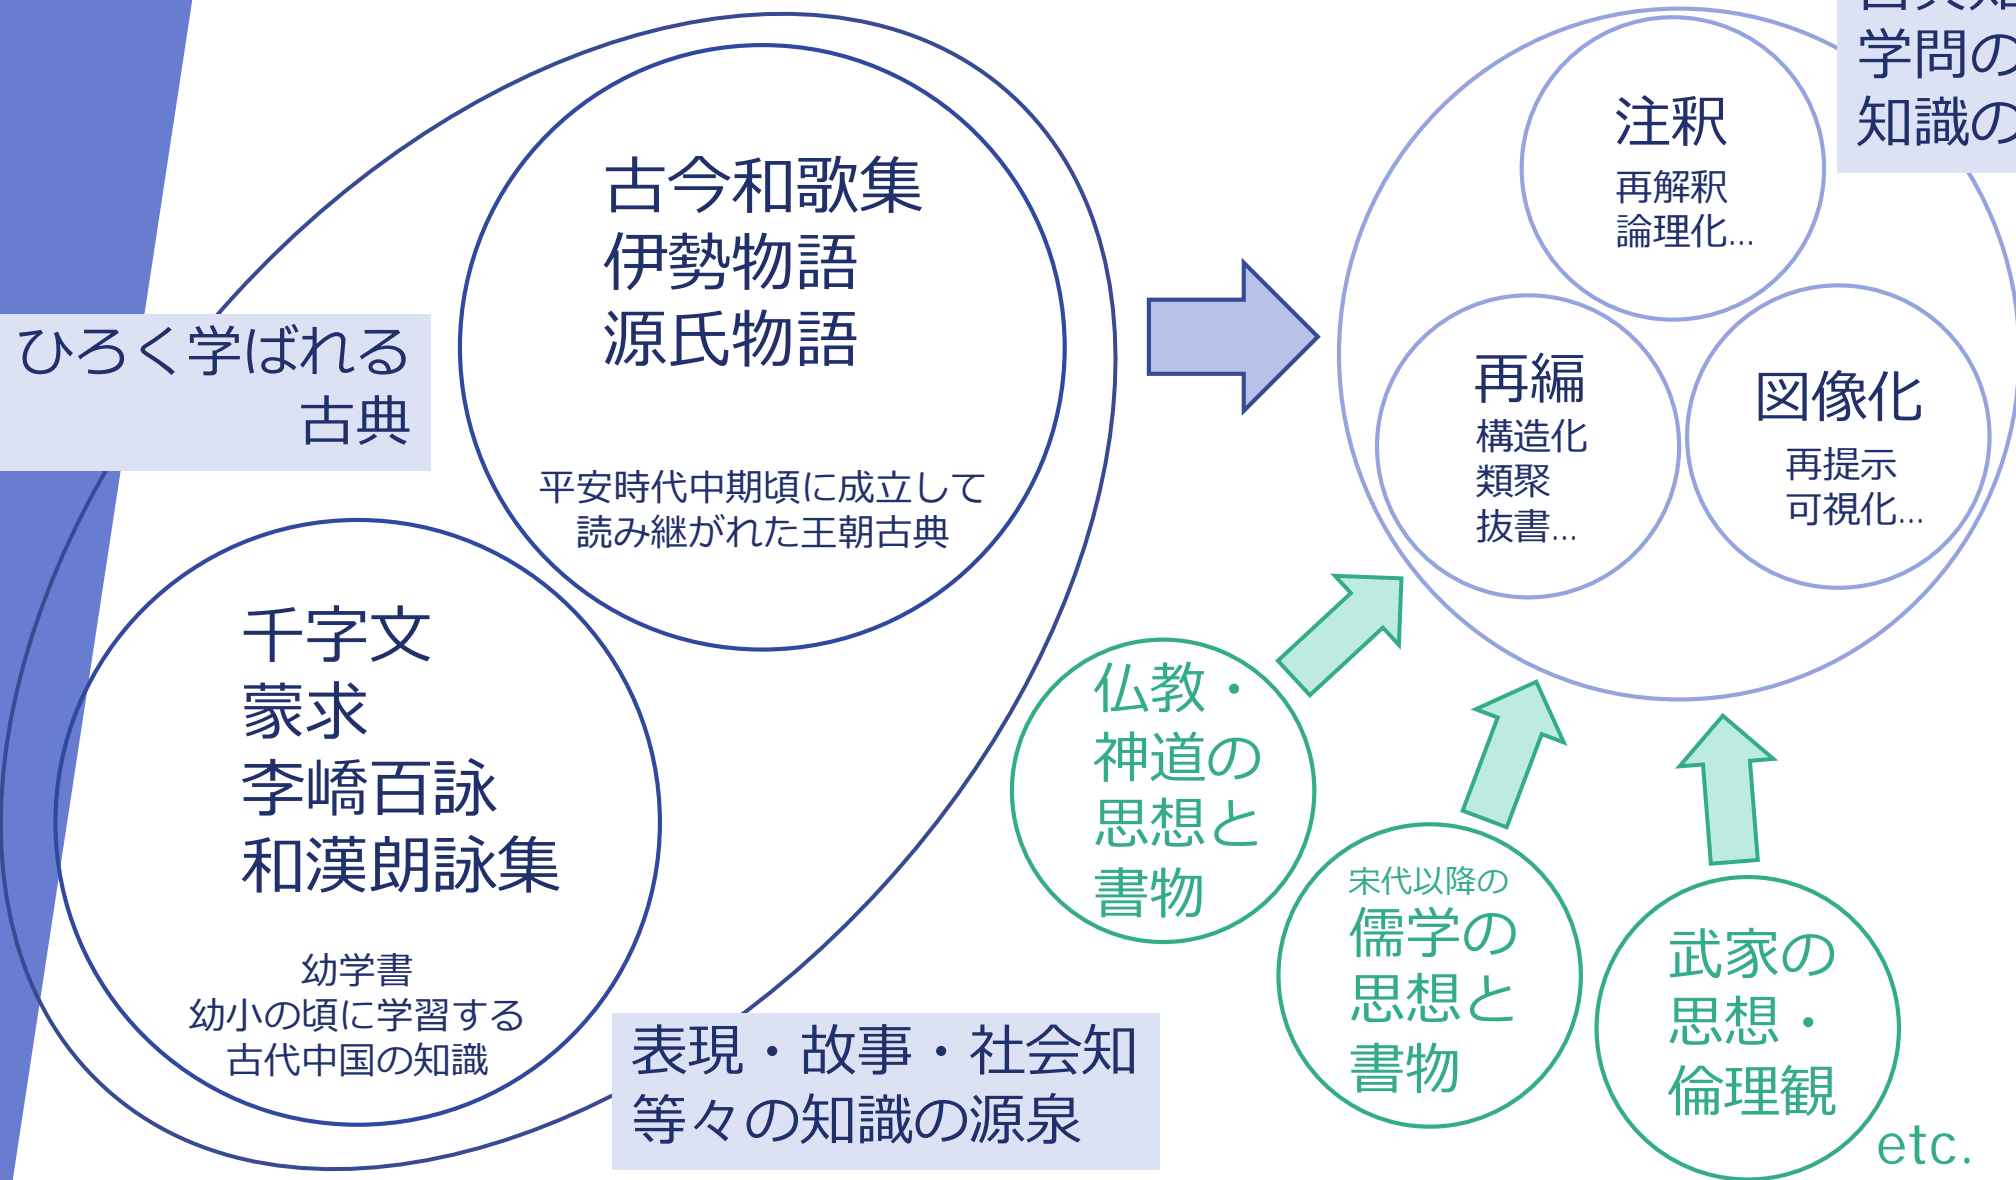 ひろく学ばれる
古典
古今和歌集
伊勢物語
源氏物語
平安時代中期頃に成立して
読み継がれた王朝古典
千字文
蒙求
李嶠百詠
和漢朗詠集
幼学書
幼小の頃に学習する
古代中国の知識
表現・故事・社会知
等々の知識の源泉
学問の
知識の
注釈
再解釈
論理化…
再編
構造化
類聚
抜書…
図像化
再提示
可視化…
仏教・
神道の
思想と
書物
宋代以降の
儒学の
思想と
書物
武家の
思想・
倫理観
etc.